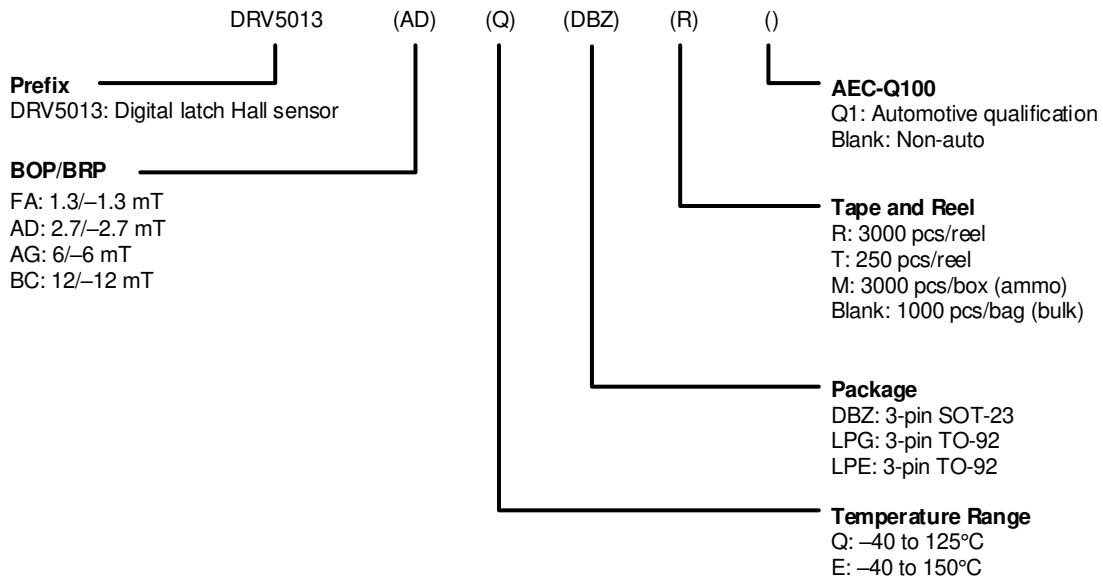 DRV5013 (AD) (Q) (DBZ) (R) ()
Prefix
DRV5013: Digital latch Hall sensor
BOP/BRP
FA: 1.3/–1.3 mT
AD: 2.7/–2.7 mT
AG: 6/–6 mT
BC: 12/–12 mT
AEC-Q100
Q1: Automotive qualification
Blank: Non-auto
Tape and Reel
R: 3000 pcs/reel
T: 250 pcs/reel
M: 3000 pcs/box (ammo)
Blank: 1000 pcs/bag (bulk)
Package
DBZ: 3-pin SOT-23
LPG: 3-pin TO-92
LPE: 3-pin TO-92
Temperature Range
Q: –40 to 125°C
E: –40 to 150°C